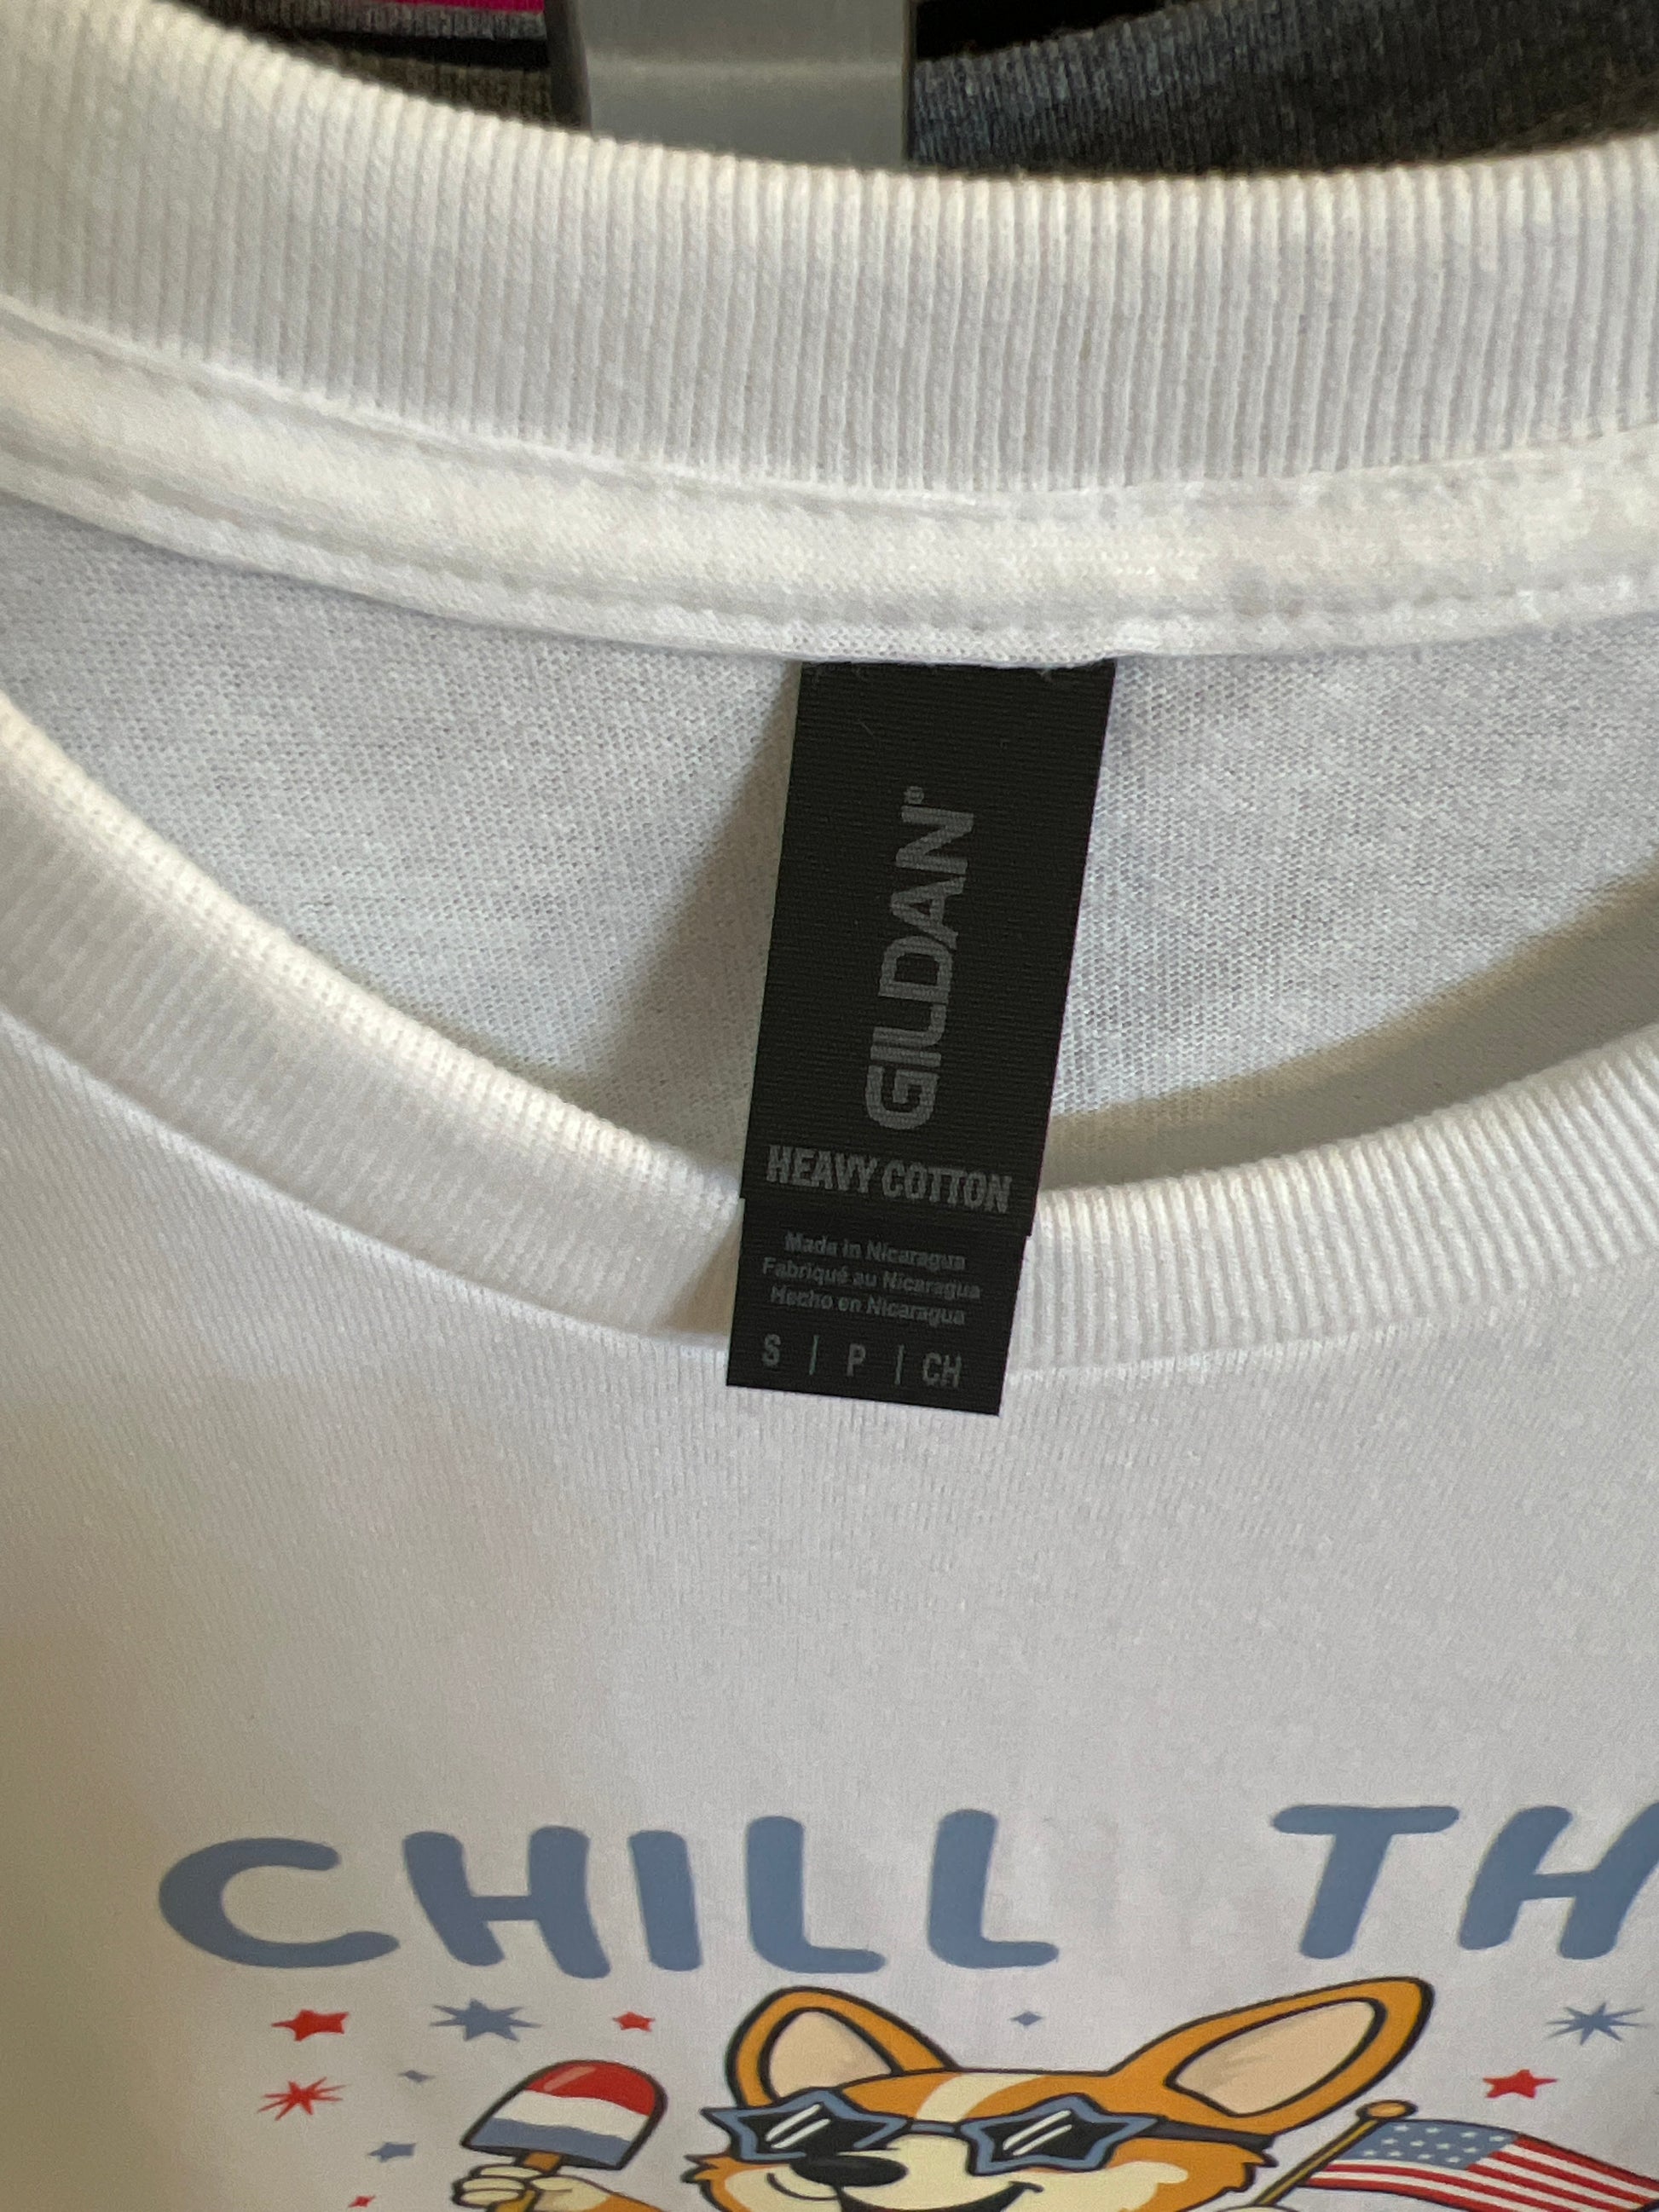 GILDAN®
HEAVY COTTON
Made in Nicaragua
Fabriqué au Nicaragua
Hecho en Nicaragua
S | P | CH
CHILL TH